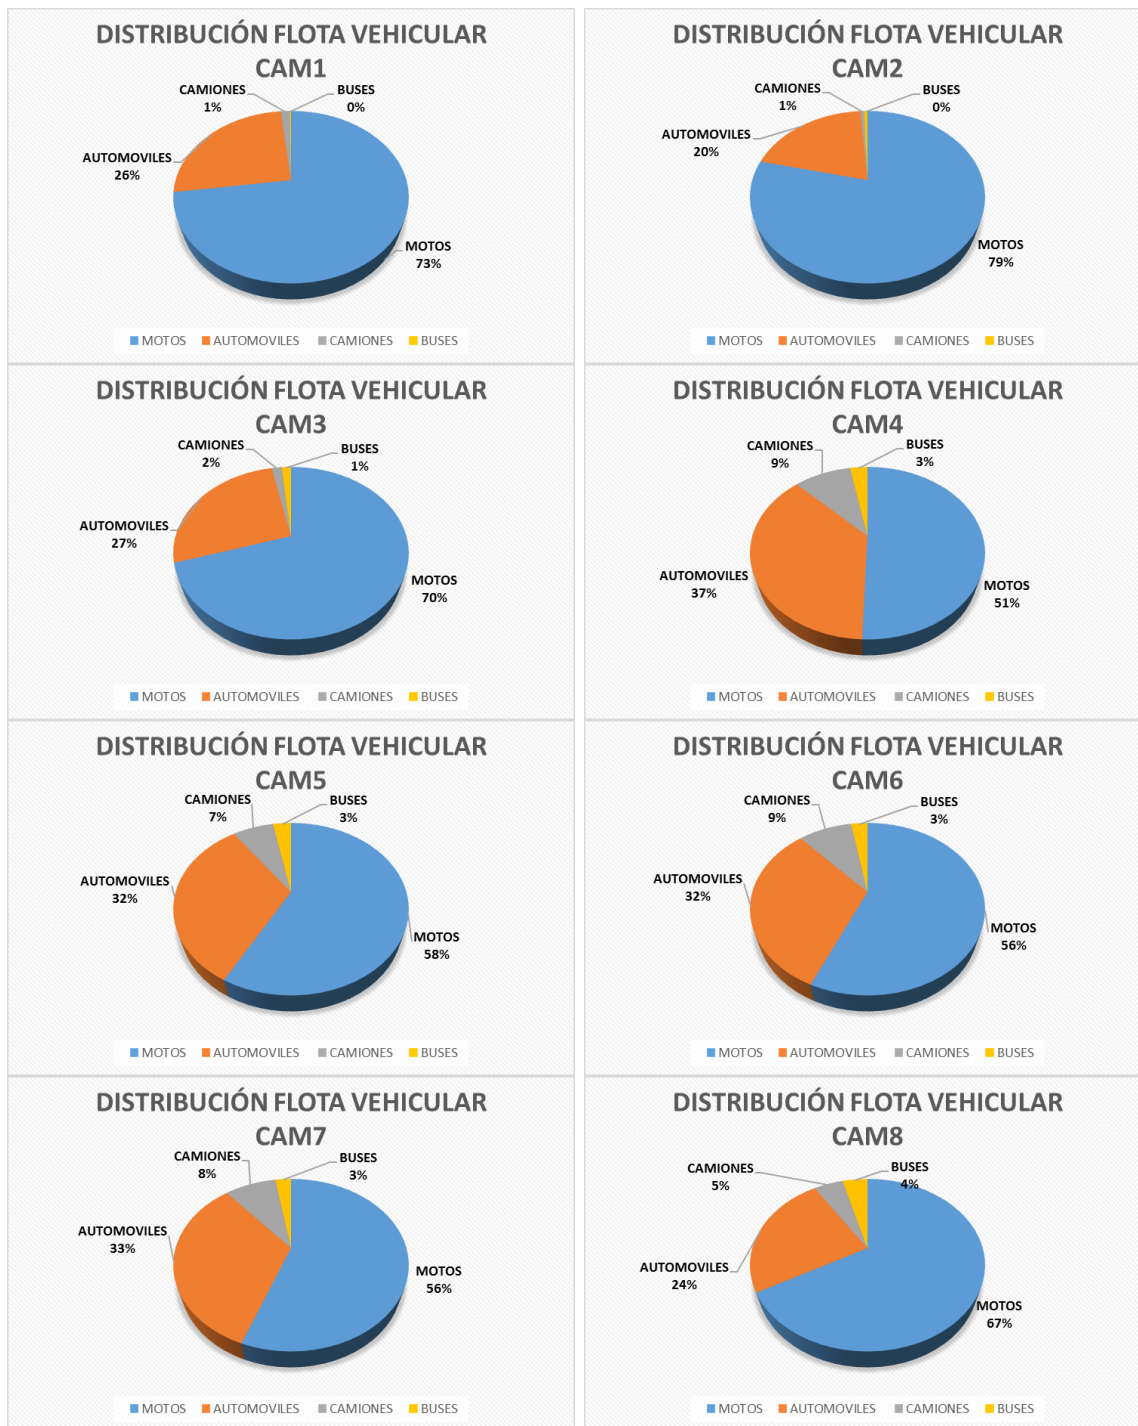 DISTRIBUCIÓN FLOTA VEHICULAR
CAM1
CAMIONES
1%
BUSES
0%
AUTOMOVILES
26%
MOTOS
73%
MOTOS AUTOMOVILES CAMIONES BUSES
DISTRIBUCIÓN FLOTA VEHICULAR
CAM2
CAMIONES
1%
BUSES
0%
AUTOMOVILES
20%
MOTOS
79%
MOTOS AUTOMOVILES CAMIONES BUSES
DISTRIBUCIÓN FLOTA VEHICULAR
CAM3
CAMIONES
2%
BUSES
1%
AUTOMOVILES
27%
MOTOS
70%
MOTOS AUTOMOVILES CAMIONES BUSES
DISTRIBUCIÓN FLOTA VEHICULAR
CAM4
CAMIONES
9%
BUSES
3%
AUTOMOVILES
37%
MOTOS
51%
MOTOS AUTOMOVILES CAMIONES BUSES
DISTRIBUCIÓN FLOTA VEHICULAR
CAM5
CAMIONES
7%
BUSES
3%
AUTOMOVILES
32%
MOTOS
58%
MOTOS AUTOMOVILES CAMIONES BUSES
DISTRIBUCIÓN FLOTA VEHICULAR
CAM6
CAMIONES
9%
BUSES
3%
AUTOMOVILES
32%
MOTOS
56%
MOTOS AUTOMOVILES CAMIONES BUSES
DISTRIBUCIÓN FLOTA VEHICULAR
CAM7
CAMIONES
8%
BUSES
3%
AUTOMOVILES
33%
MOTOS
56%
MOTOS AUTOMOVILES CAMIONES BUSES
DISTRIBUCIÓN FLOTA VEHICULAR
CAM8
CAMIONES
5%
BUSES
4%
AUTOMOVILES
24%
MOTOS
67%
MOTOS AUTOMOVILES CAMIONES BUSES